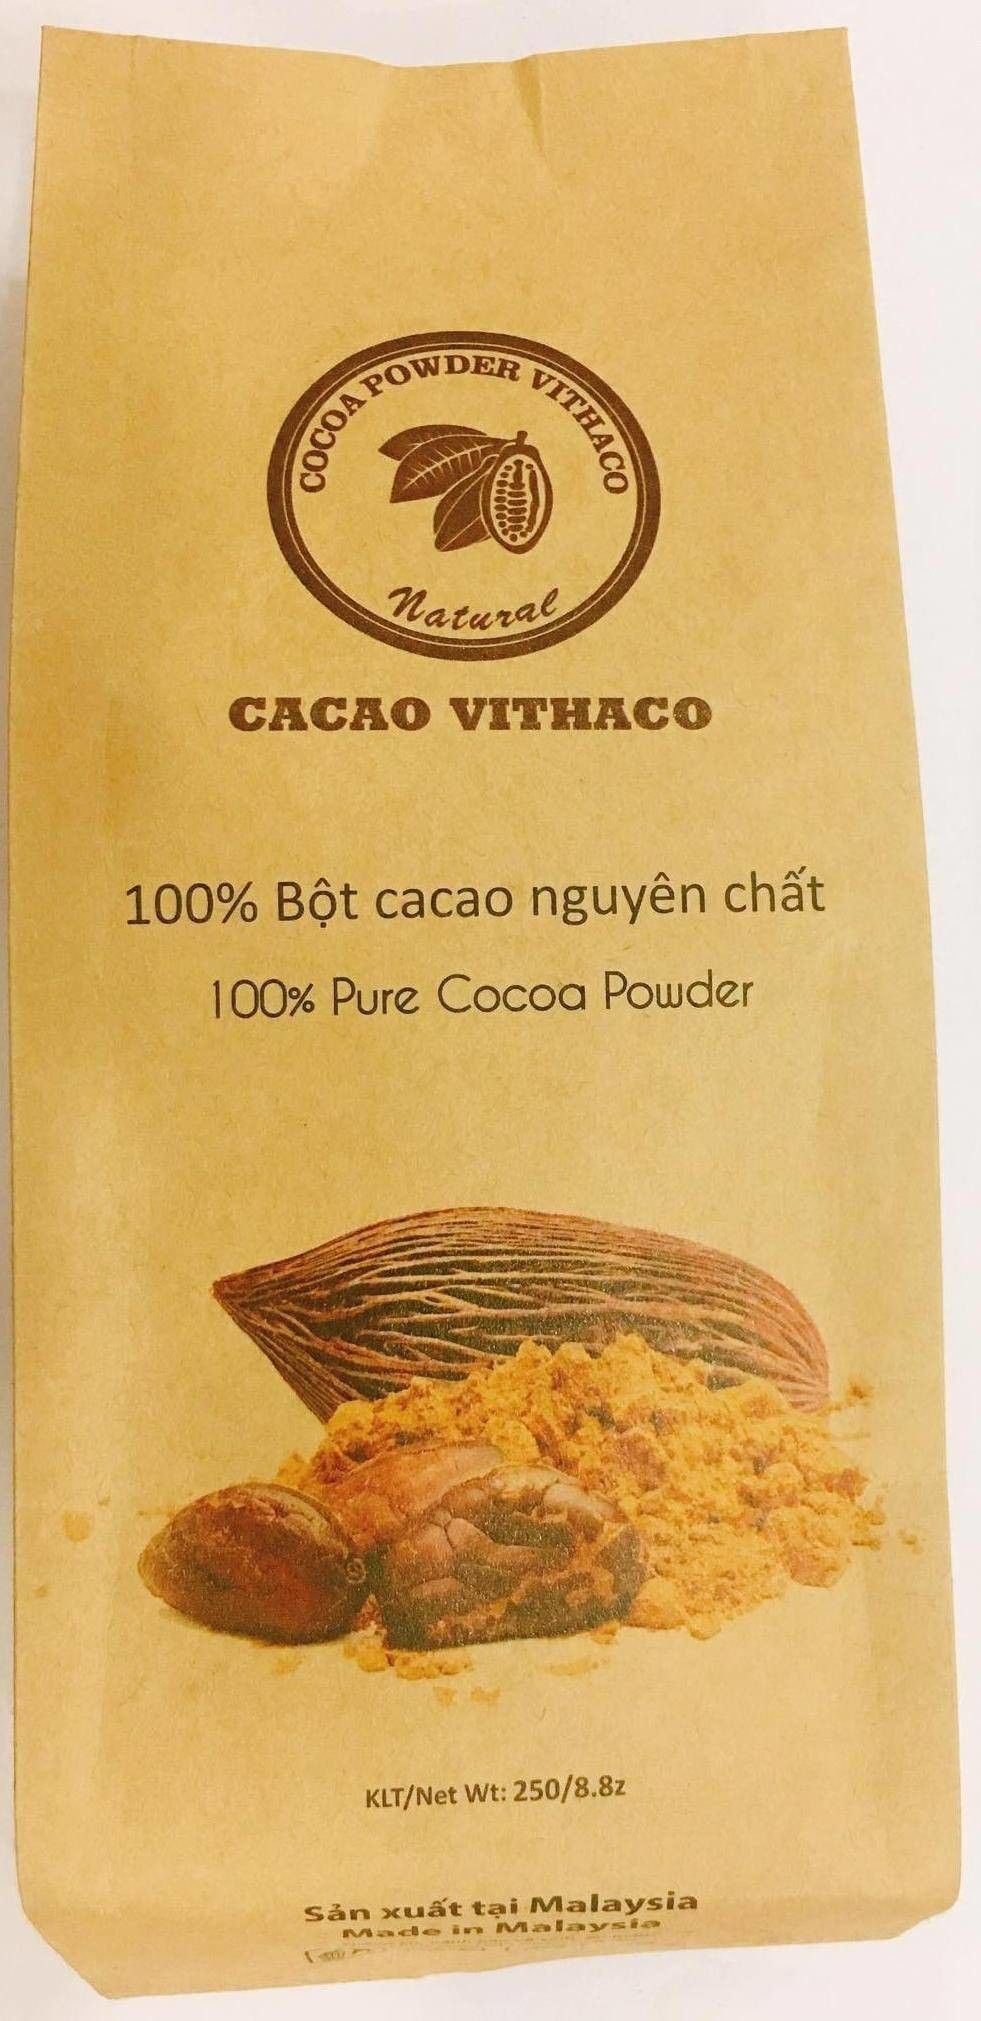 COCOA POWDER VITHACO
Natural
CACAO VITHACO
100% Bột cacao nguyên chất
100% Pure Cocoa Powder
KLT/Net Wt: 250/8.8z
Sản xuất tại Malaysia
Made in Malaysia